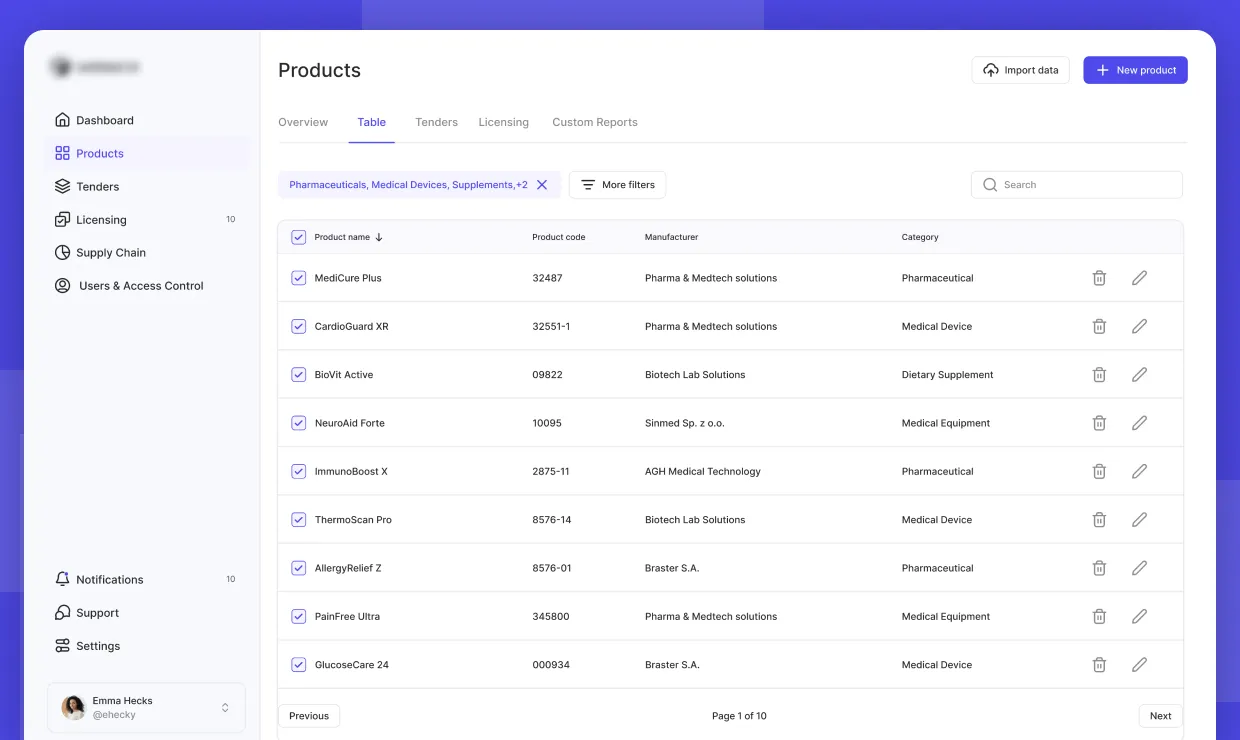 Products
Import data
New product
Dashboard
Products
Tenders
Licensing 10
Supply Chain
Users & Access Control
Overview Table Tenders Licensing Custom Reports
Pharmaceuticals, Medical Devices, Supplements,+2
More filters
Search
Product name Product code Manufacturer Category
MediCure Plus 32487 Pharma & Medtech solutions Pharmaceutical
CardioGuard XR 32551-1 Pharma & Medtech solutions Medical Device
BioVit Active 09822 Biotech Lab Solutions Dietary Supplement
NeuroAid Forte 10095 Sinmed Sp. z o.o. Medical Equipment
ImmunoBoost X 2875-11 AGH Medical Technology Pharmaceutical
ThermoScan Pro 8576-14 Biotech Lab Solutions Medical Device
AllergyRelief Z 8576-01 Braster S.A. Pharmaceutical
PainFree Ultra 345800 Pharma & Medtech solutions Medical Equipment
GlucoseCare 24 000934 Braster S.A. Medical Device
Previous Page 1 of 10 Next
Notifications 10
Support
Settings
Emma Hecks
@ehecky